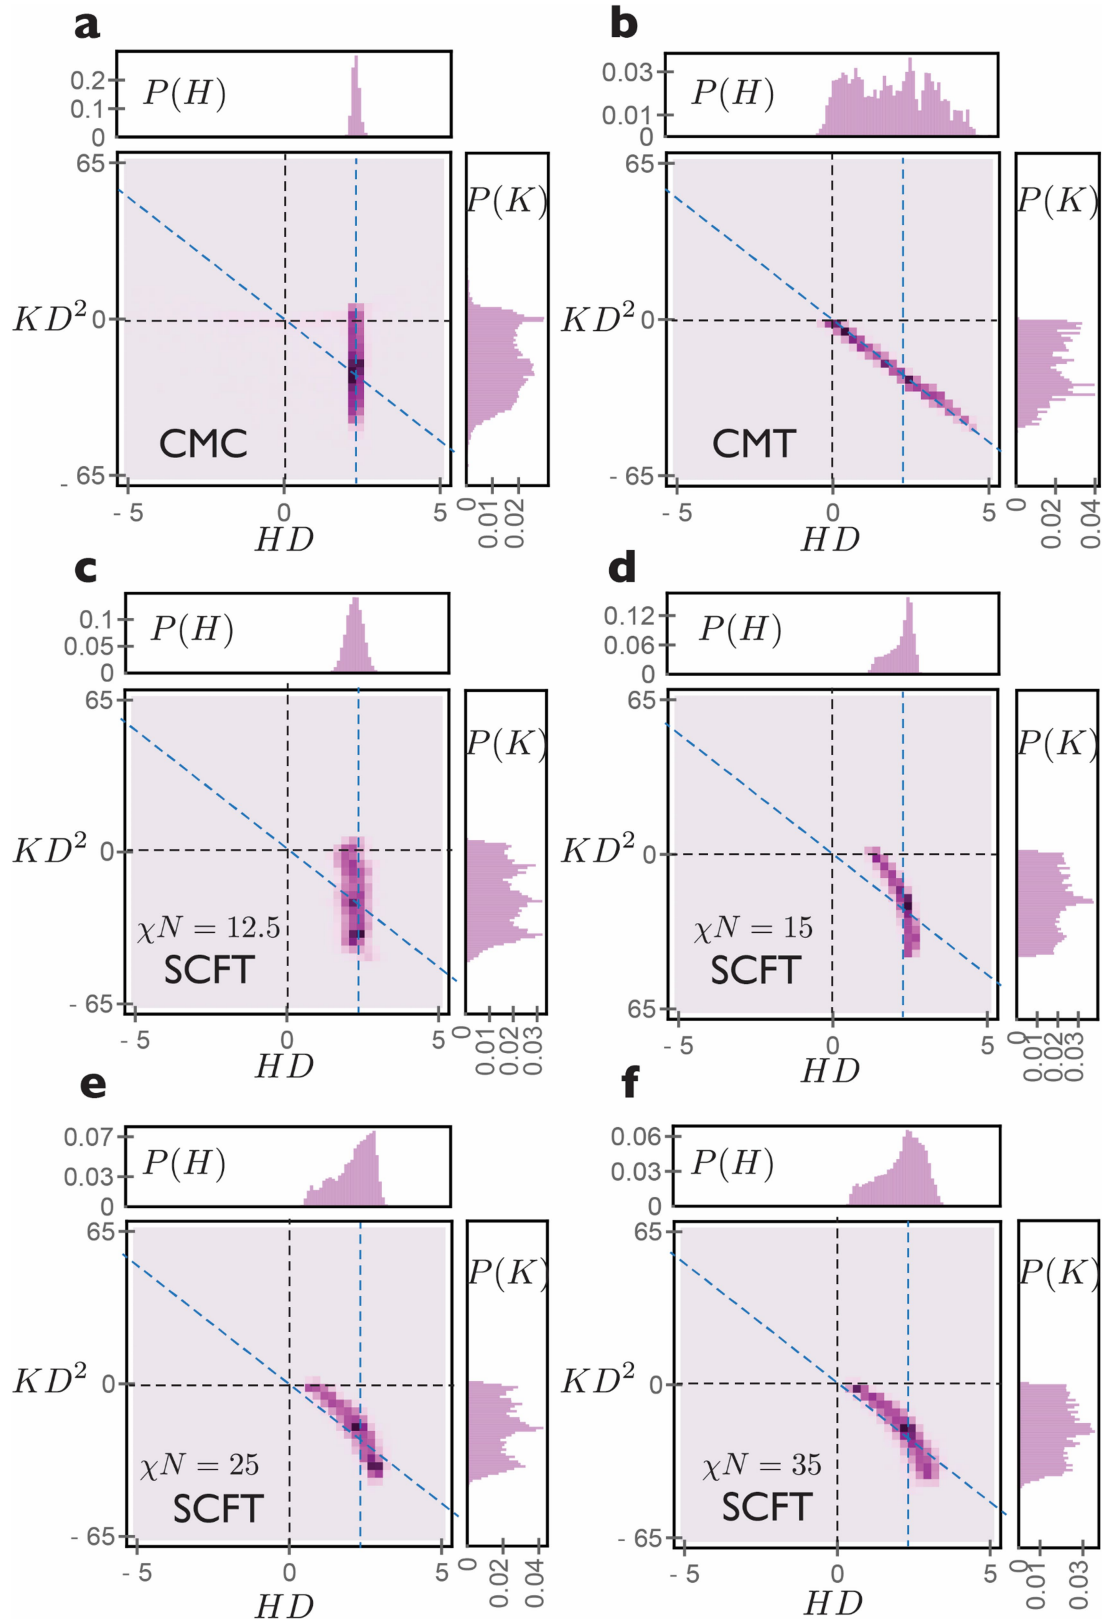 a
P(H)
0.2
0.1
0
65
KD² 0
- 65
CMC
- 5 0 5
HD
P(K)
0 0.01 0.02
b
P(H)
0.03
0.01
0
65
KD² 0
- 65
CMT
- 5 0 5
HD
P(K)
0 0.02 0.04
c
P(H)
0.1
0.05
0
65
KD² 0
- 65
χN = 12.5
SCFT
- 5 0 5
HD
P(K)
0 0.01 0.02 0.03
d
P(H)
0.12
0.06
0
65
KD² 0
65
χN = 15
SCFT
- 5 0 5
HD
P(K)
0 0.01 0.02 0.03
e
P(H)
0.07
0.03
0
65
KD² 0
- 65
χN = 25
SCFT
- 5 0 5
HD
P(K)
0 0.02 0.04
f
P(H)
0.06
0.03
0
65
KD² 0
- 65
χN = 35
SCFT
- 5 0 5
HD
P(K)
0 0.01 0.03